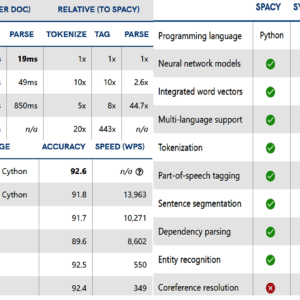 ER DOC) RELATIVE (TO SPACY)
PARSE TOKENIZE TAG PARSE
19ms 1x 1x 1x
49ms 10x 10x 2.6x
850ms 5x 8x 44.7x
n/a 20x 443x n/a
GE ACCURACY SPEED (WPS)
Cython 92.6 n/a ?
Cython 91.8 13,963
91.7 10,271
89.6 8,602
92.5 550
92.4 349
SPACY SY
Programming language Python
Neural network models
Integrated word vectors
Multi-language support
Tokenization
Part-of-speech tagging
Sentence segmentation
Dependency parsing
Entity recognition
Coreference resolution